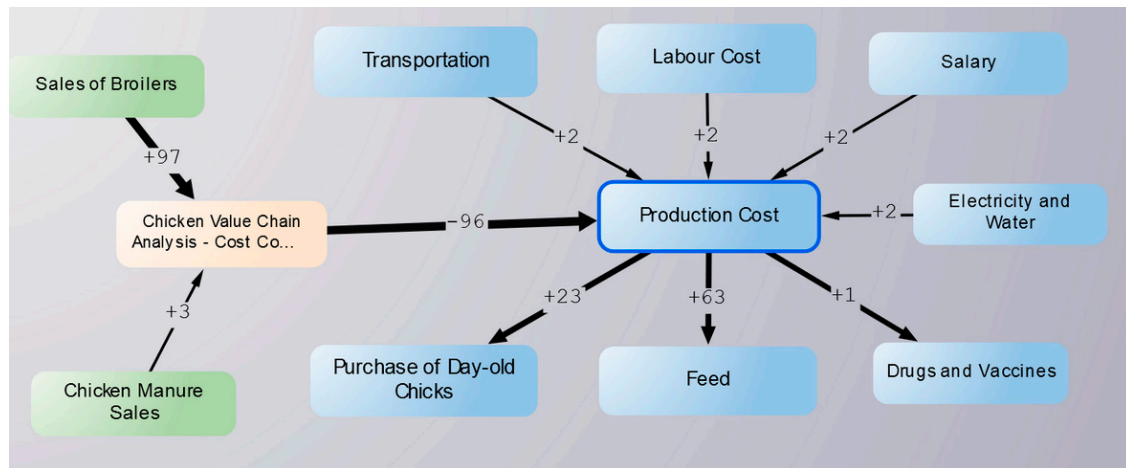 Transportation
Labour Cost
Salary
Sales of Broilers
+2
+2
+2
+97
Chicken Value Chain
Analysis - Cost Co...
-96
Production Cost
+2
Electricity and
Water
+3
+23
+63
+1
Chicken Manure
Sales
Purchase of Day-old
Chicks
Feed
Drugs and Vaccines